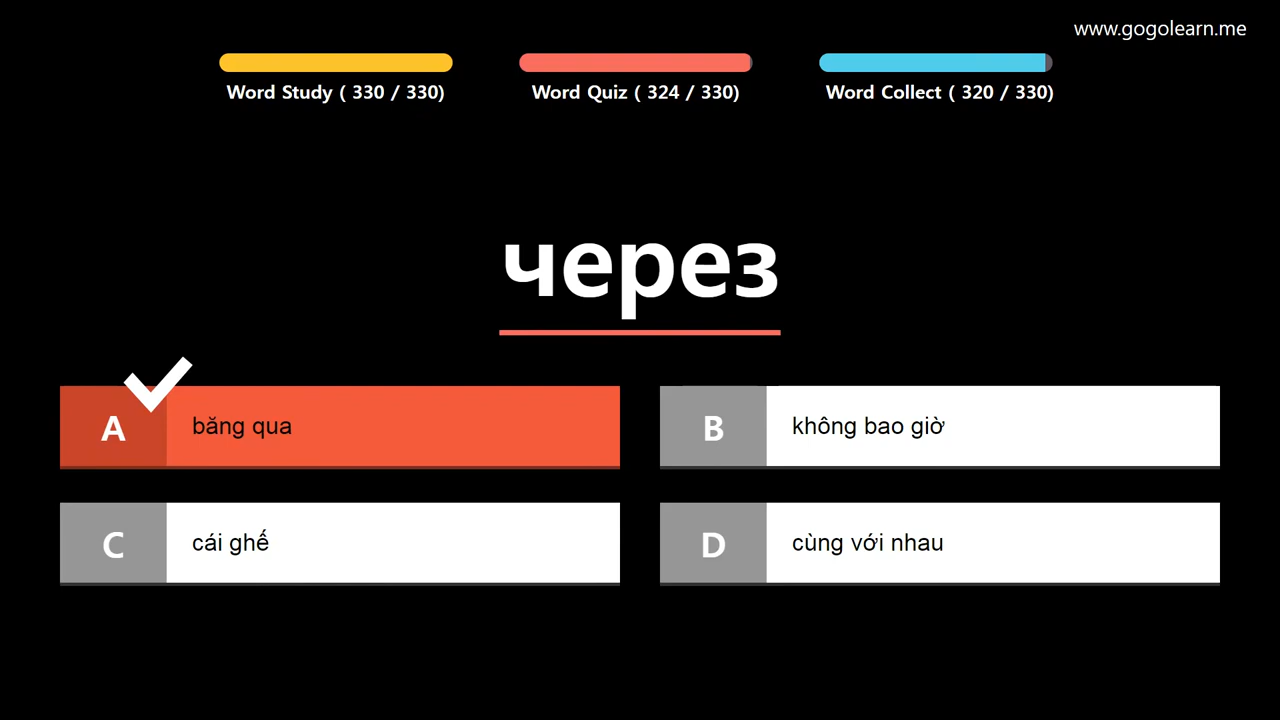 www.gogolearn.me
Word Study ( 330 / 330)
Word Quiz ( 324 / 330)
Word Collect ( 320 / 330)
через
A băng qua
B không bao giờ
C cái ghế
D cùng với nhau